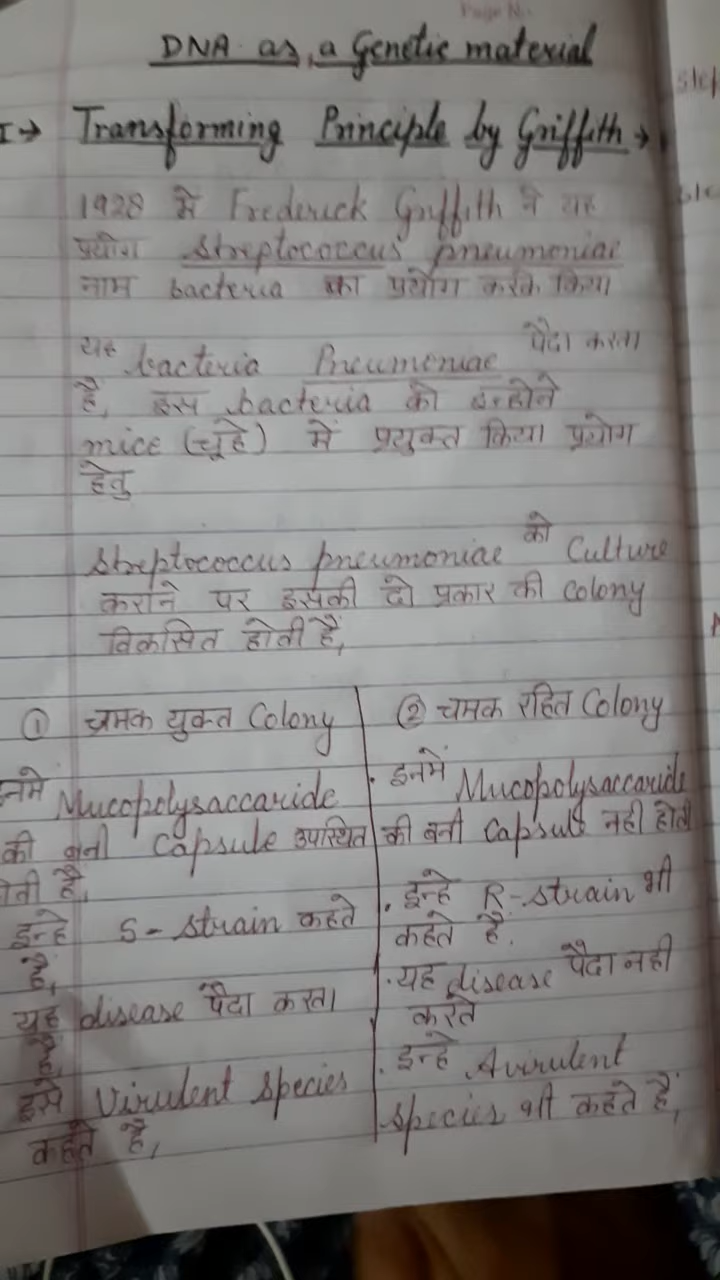 Page No.
DNA as a Genetic material
I→ Transforming Principle by Griffith →
1928 में Frederick Griffith ने यह
प्रयोग Streptococcus pneumoniae
नाम bacteria का प्रयोग करके किया
यह bacteria Pneumoniae पैदा करता
है, इस bacteria को इन्होने
mice (चूहे) में प्रयुक्त किया प्रयोग
हेतु
Streptococcus pneumoniae को Culture
कराने पर इसकी दो प्रकार की colony
विकसित होती है,
① चमक युक्त Colony
इनमे Mucopolysaccaride
की बनी capsule उपस्थित
होती है,
इन्हे S-strain कहते
है,
यह disease पैदा करता
है,
इसे Virulent species
कहते है,
② चमक रहित Colony
· इनमें Mucopolysaccaride
की बनी Capsule नही होती
· इन्हे R-strain भी
कहते है.
· यह disease पैदा नही
करते
· इन्हे Avirulent
species भी कहते है,